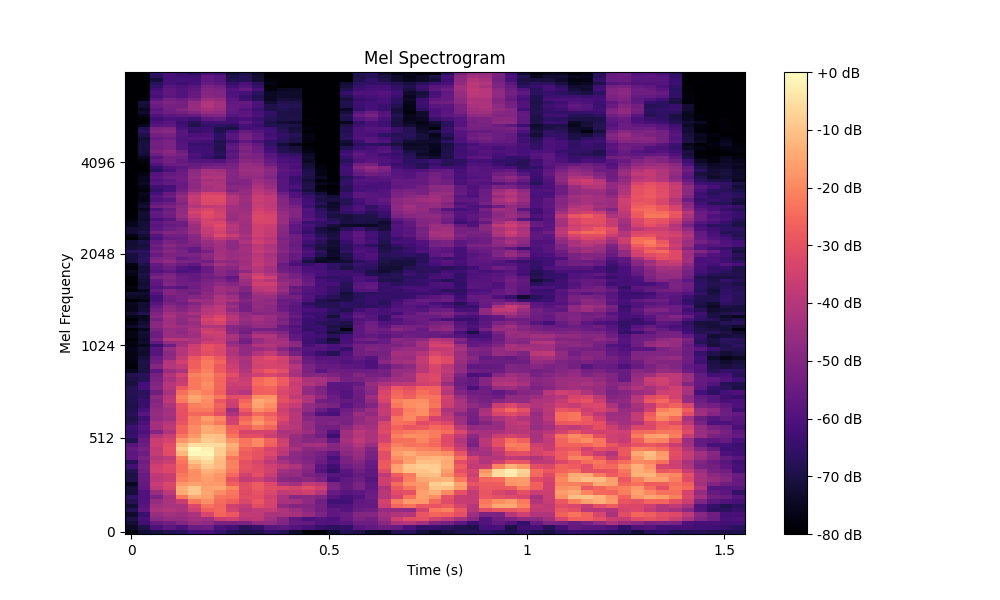 Mel Spectrogram
+0 dB
-10 dB
-20 dB
-30 dB
-40 dB
-50 dB
-60 dB
-70 dB
-80 dB
Mel Frequency
4096
2048
1024
512
0
0
0.5
1
1.5
Time (s)